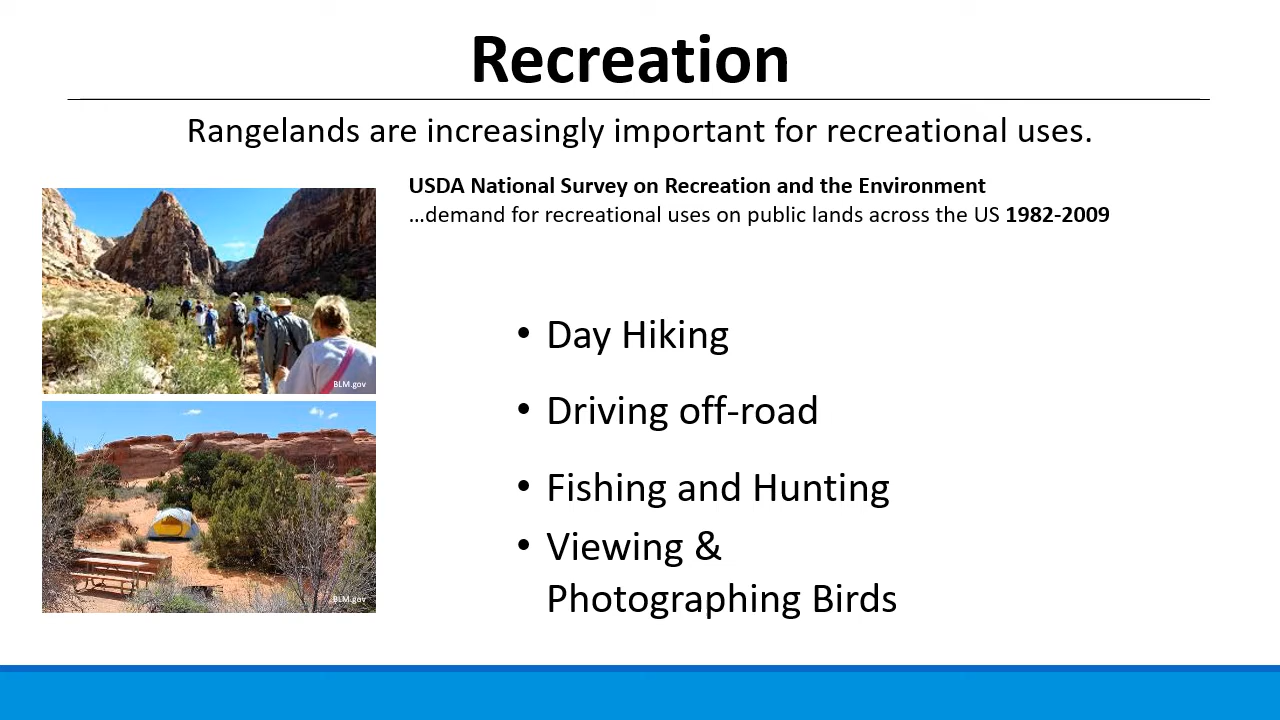 Recreation
Rangelands are increasingly important for recreational uses.
USDA National Survey on Recreation and the Environment
…demand for recreational uses on public lands across the US 1982-2009
BLM.gov
• Day Hiking
• Driving off-road
BLM.gov
• Fishing and Hunting
• Viewing &
Photographing Birds